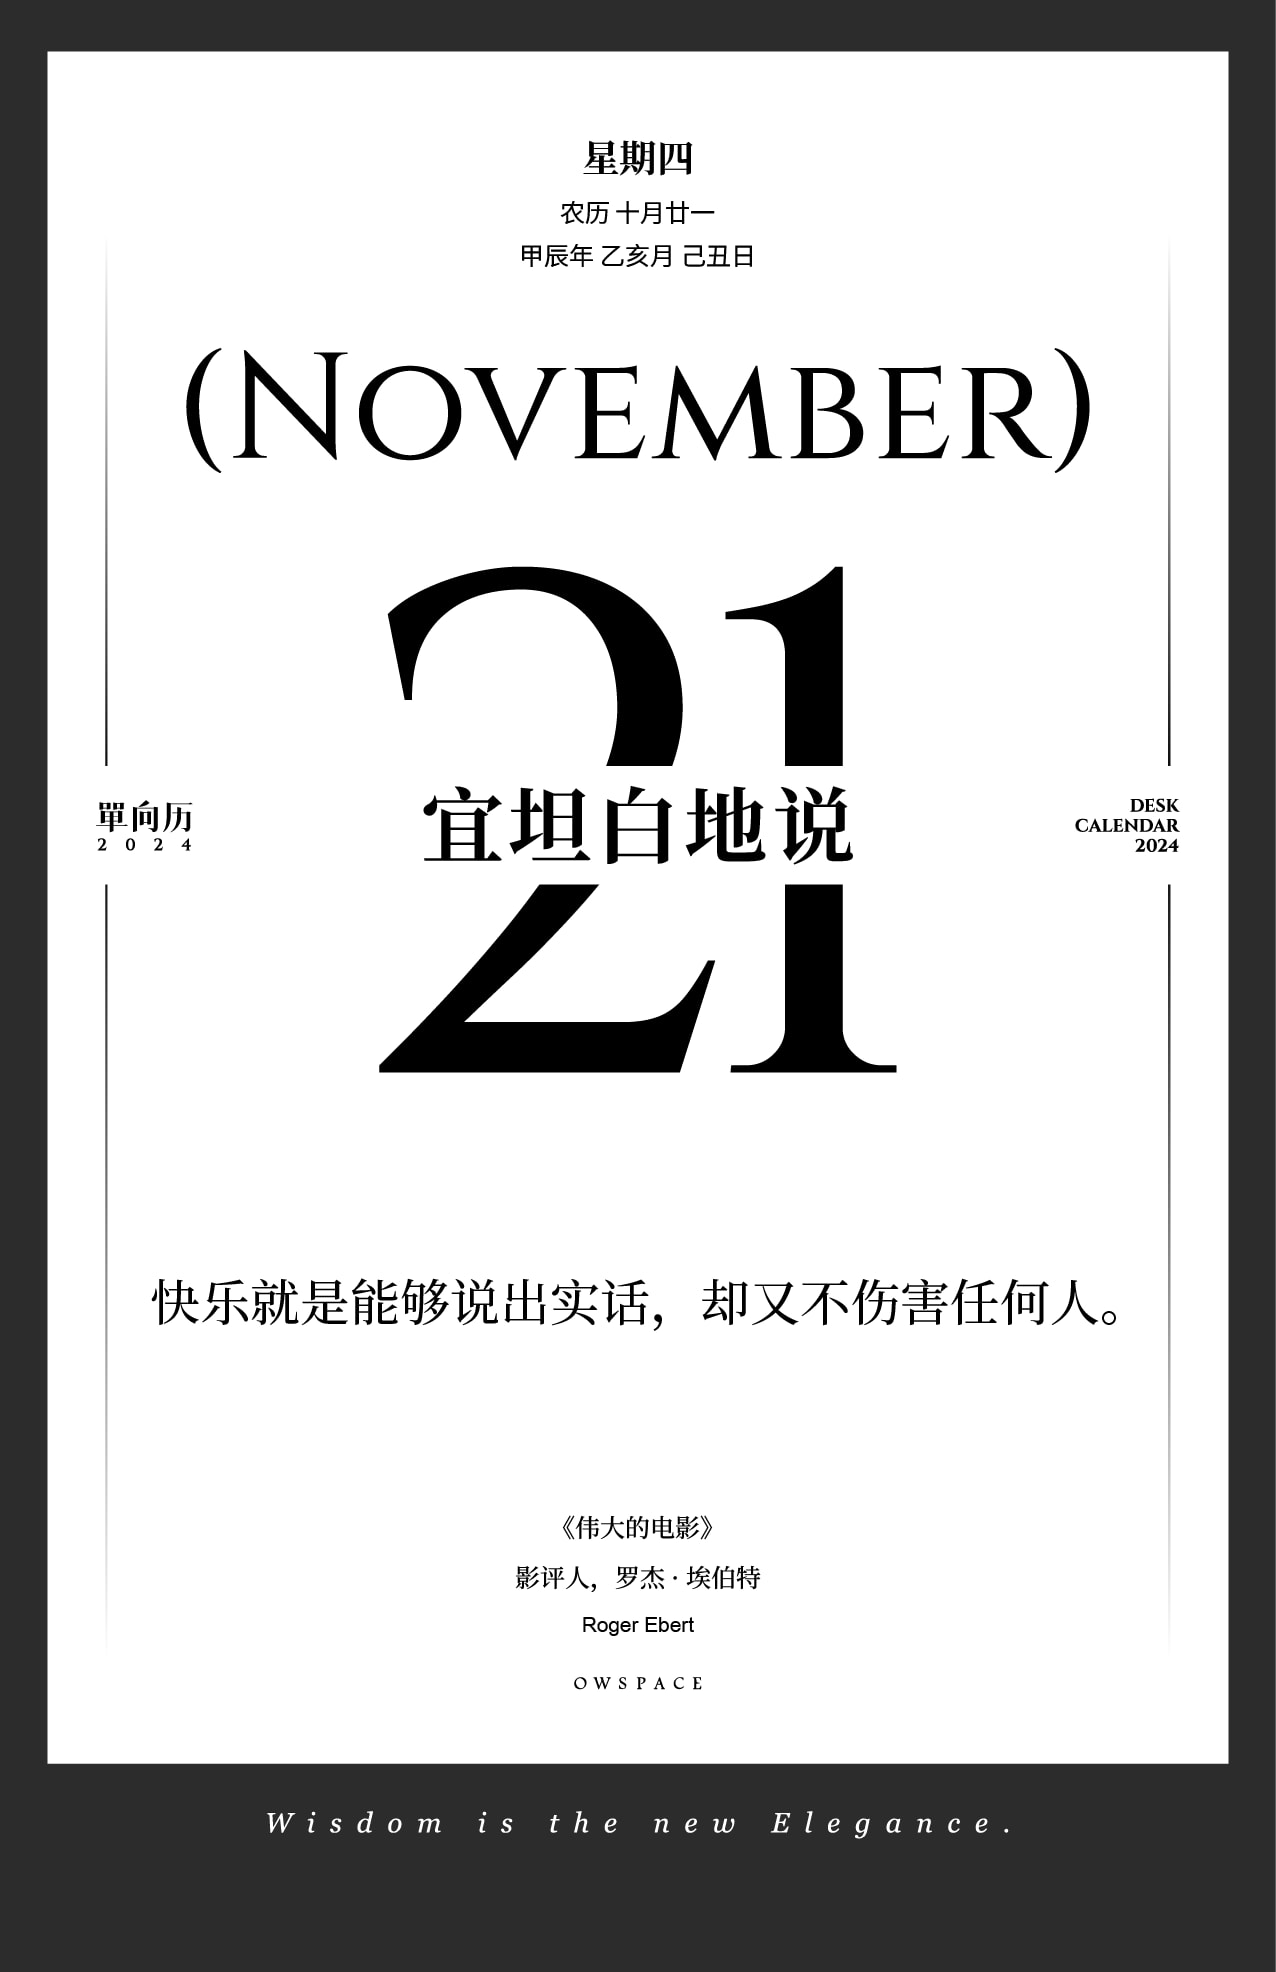 星期四
农历 十月廿一
甲辰年 乙亥月 己丑日
(NOVEMBER)
21
單向历
2024
宜坦白地说
DESK
CALENDAR
2024
快乐就是能够说出实话，却又不伤害任何人。
《伟大的电影》
影评人，罗杰 · 埃伯特
Roger Ebert
OWSPACE
Wisdom is the new Elegance.